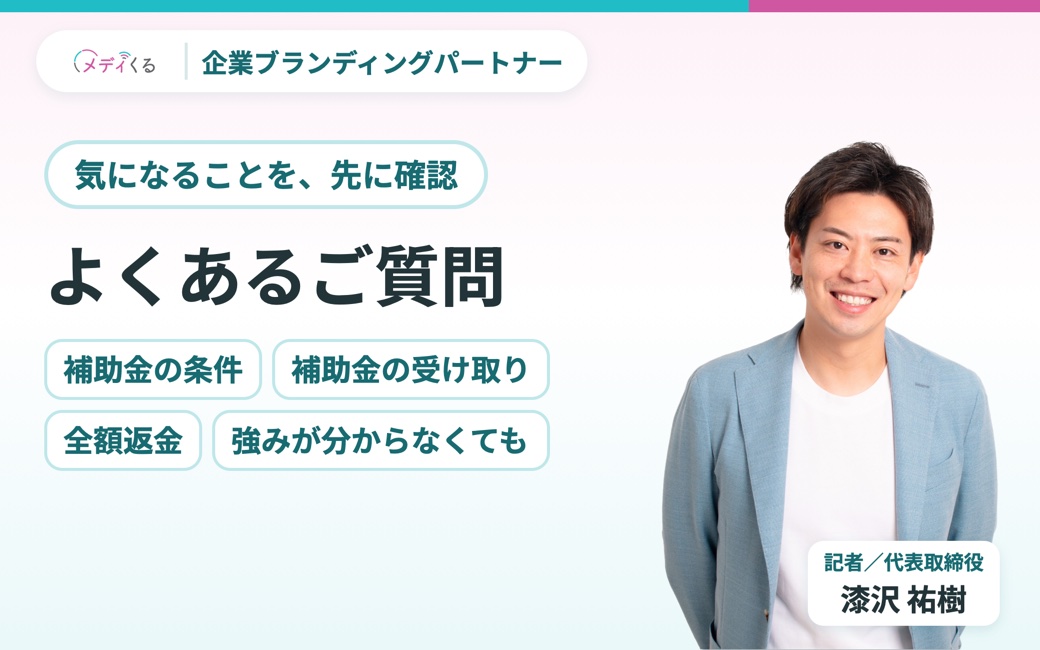 メディくる
企業ブランディングパートナー
気になることを、先に確認
よくあるご質問
補助金の条件
補助金の受け取り
全額返金
強みが分からなくても
記者／代表取締役
漆沢 祐樹